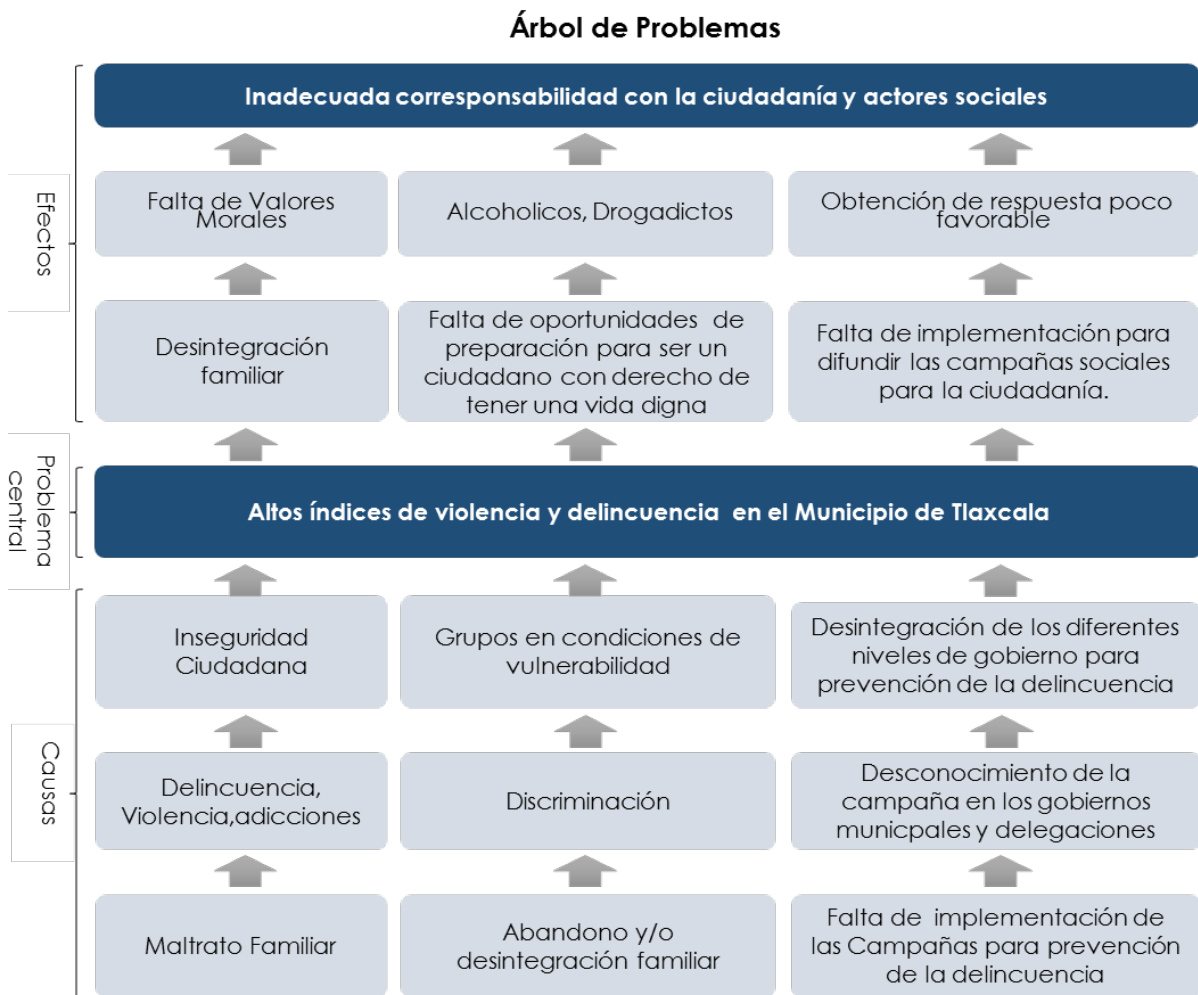 Árbol de Problemas
Inadecuada corresponsabilidad con la ciudadanía y actores sociales
Efectos
Falta de Valores
Morales
Alcoholicos, Drogadictos
Obtención de respuesta poco
favorable
Desintegración
familiar
Falta de oportunidades de
preparación para ser un
ciudadano con derecho de
tener una vida digna
Falta de implementación para
difundir las campañas sociales
para la ciudadanía.
Problema
central
Altos índices de violencia y delincuencia en el Municipio de Tlaxcala
Causas
Inseguridad
Ciudadana
Grupos en condiciones de
vulnerabilidad
Desintegración de los diferentes
niveles de gobierno para
prevención de la delincuencia
Delincuencia,
Violencia,adicciones
Discriminación
Desconocimiento de la
campaña en los gobiernos
municpales y delegaciones
Maltrato Familiar
Abandono y/o
desintegración familiar
Falta de implementación de
las Campañas para prevención
de la delincuencia